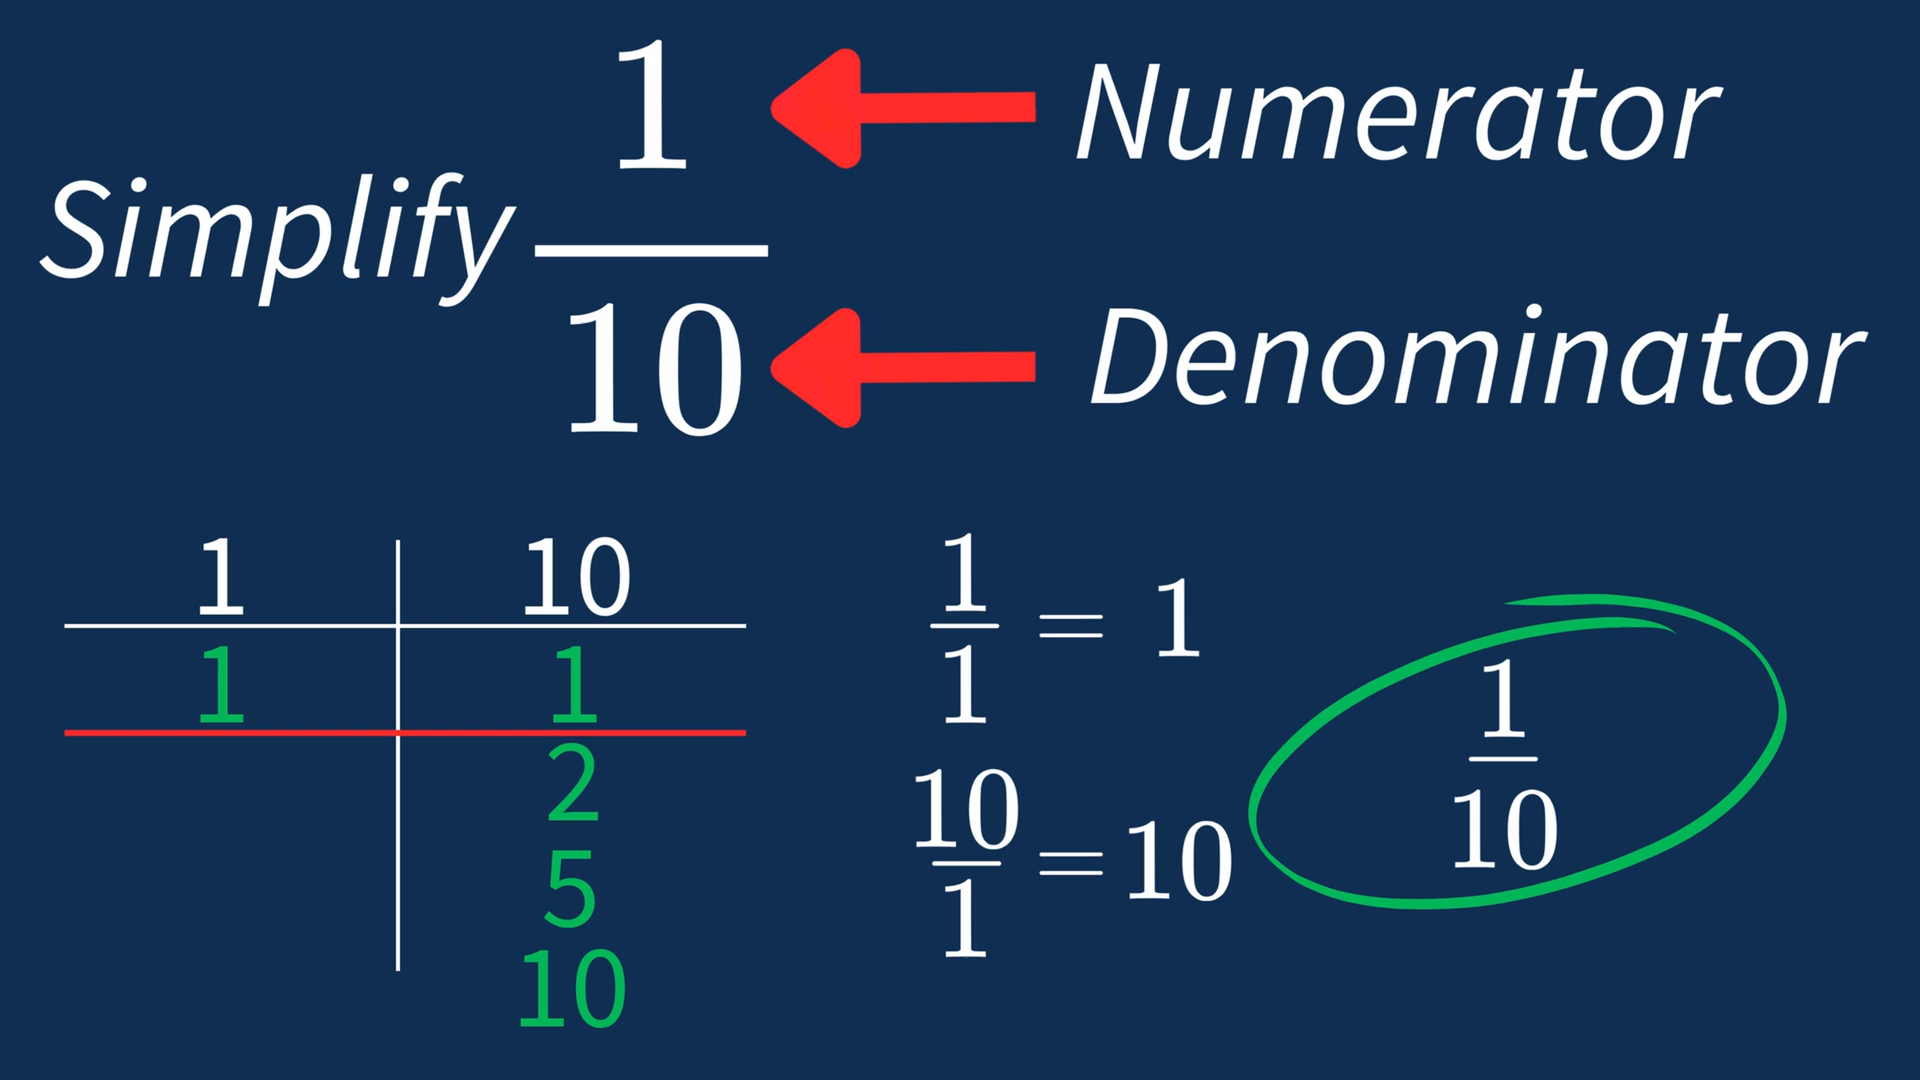 Simplify 1/10
Numerator
Denominator
1 10
1 1
2
5
10
1/1 = 1
10/1 = 10
1/10